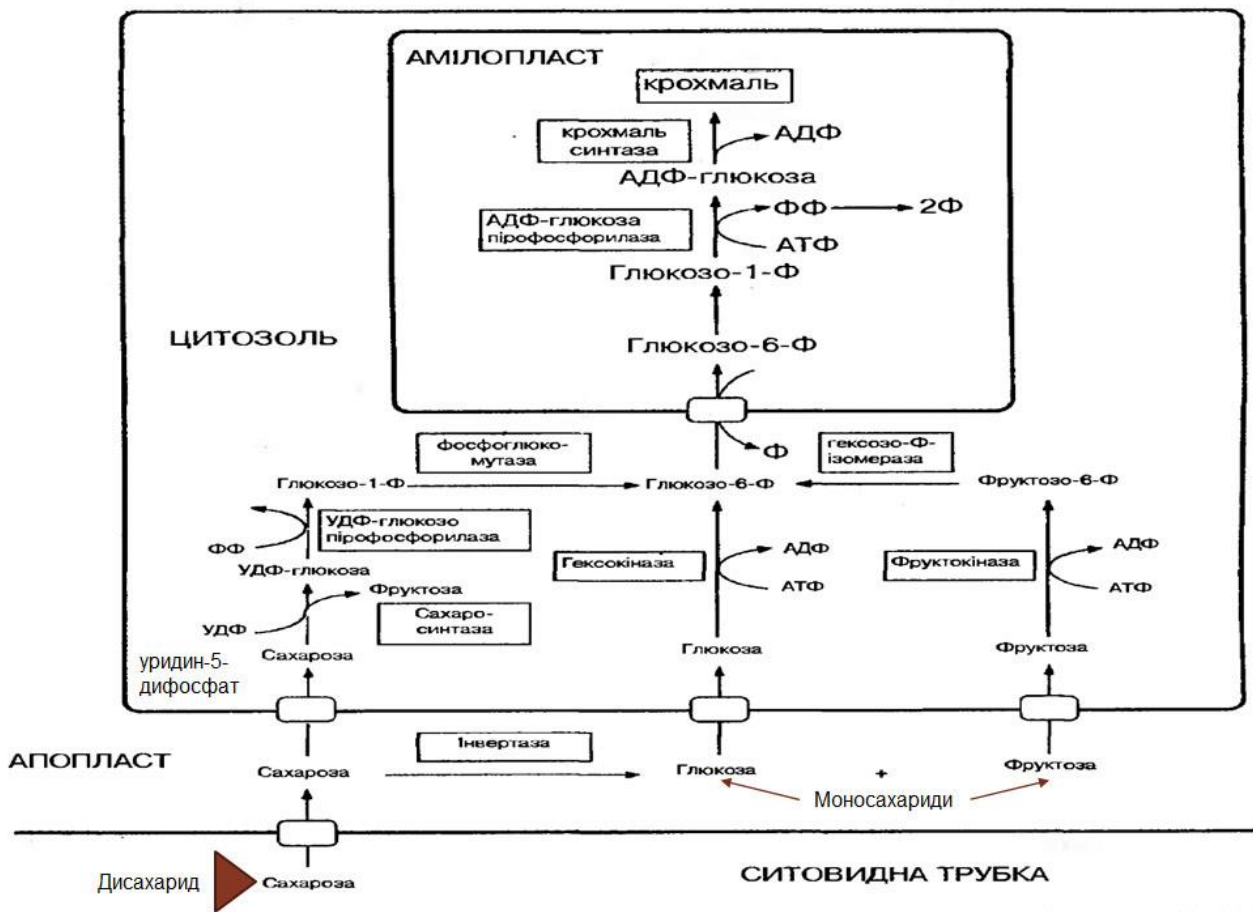 АМІЛОПЛАСТ
крохмаль
крохмаль
синтаза
АДФ
АДФ-глюкоза
АДФ-глюкоза
пірофосфорилаза
ФФ
2Ф
АТФ
Глюкозо-1-Ф
ЦИТОЗОЛЬ
Глюкозо-6-Ф
фосфоглюко-
мутаза
Ф
гексозо-Ф-
ізомераза
Глюкозо-1-Ф
Глюкозо-6-Ф
Фруктозо-6-Ф
УДФ-глюкозо
пірофосфорилаза
ФФ
УДФ-глюкоза
Гексокіназа
АДФ
АТФ
Фруктокіназа
АДФ
АТФ
Фруктоза
Сахаро-
синтаза
УДФ
Сахароза
Глюкоза
Фруктоза
уридин-5-
дифосфат
Інвертаза
АПОПЛАСТ
Сахароза
Глюкоза
+
Фруктоза
Моносахариди
Дисахарид
Сахароза
СИТОВИДНА ТРУБКА